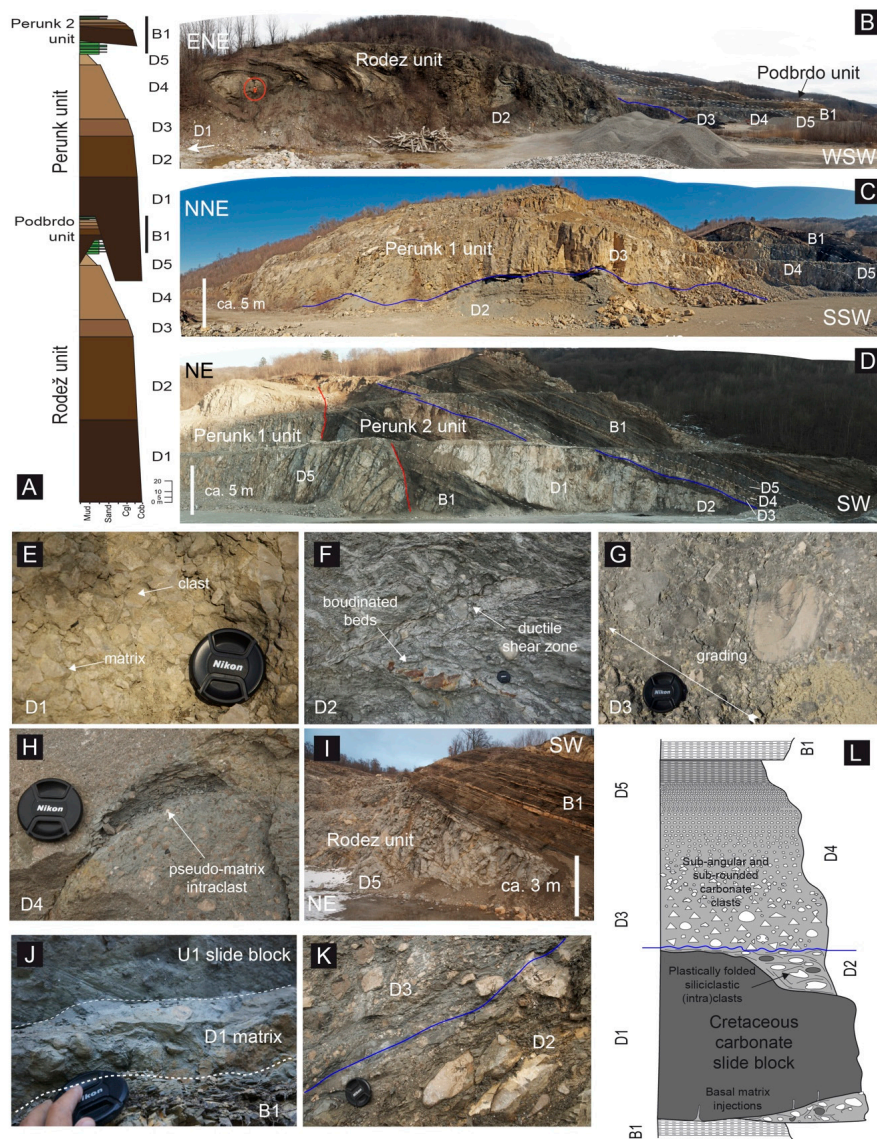 A
Perunk 2
unit
B1
D5
D4
Perunk unit
D3
D2
D1
Podbrdo
unit
B1
D5
D4
D3
Rodež unit
D2
D1
20
10
0 m
Mud
Sand
Cgl
Cob
B
ENE
Rodez unit
Podbrdo unit
B1
D1
D2
D3
D4
D5
WSW
C
NNE
Perunk 1 unit
D3
B1
D4
D5
ca. 5 m
D2
SSW
D
NE
Perunk 1 unit
Perunk 2 unit
B1
D5
ca. 5 m
B1
D1
D2
D5
D4
D3
SW
E
clast
matrix
Nikon
D1
F
boudinated
beds
ductile
shear zone
D2
G
grading
Nikon
D3
H
Nikon
pseudo-matrix
intraclast
D4
I
SW
B1
Rodez unit
D5
ca. 3 m
NE
J
U1 slide block
D1 matrix
Nikon
B1
K
D3
D2
L
B1
D5
D4
Sub-angular and
sub-rounded
carbonate
clasts
D3
D2
Plastically folded
siliciclastic
(intra)clasts
D1
Cretaceous
carbonate
slide block
Basal matrix
injections
B1